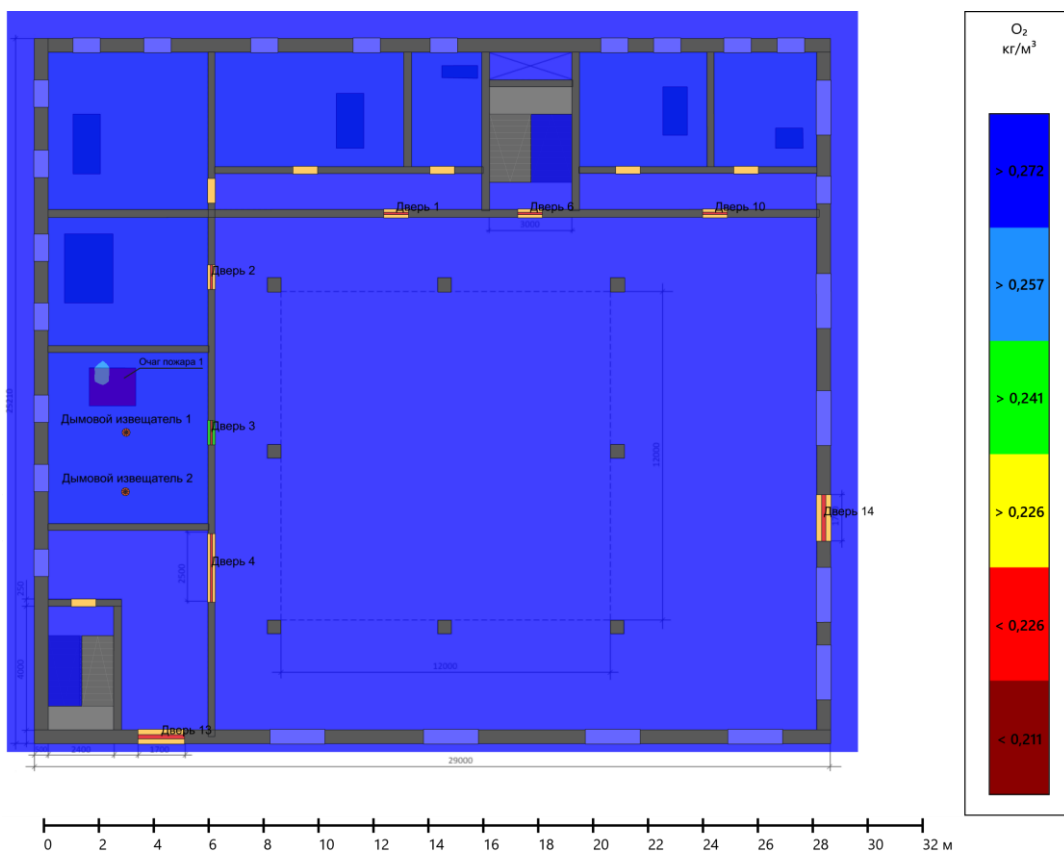 O₂
кг/м³
> 0,272
> 0,257
> 0,241
> 0,226
< 0,226
< 0,211
Дверь 1
Дверь 6
Дверь 10
3000
Дверь 2
Очаг пожара 1
25210
Дымовой извещатель 1
Дверь 3
12000
Дымовой извещатель 2
Дверь 14
Дверь 4
2500
250
4000
12000
Дверь 13
2400
1700
29000
0 2 4 6 8 10 12 14 16 18 20 22 24 26 28 30 32 м